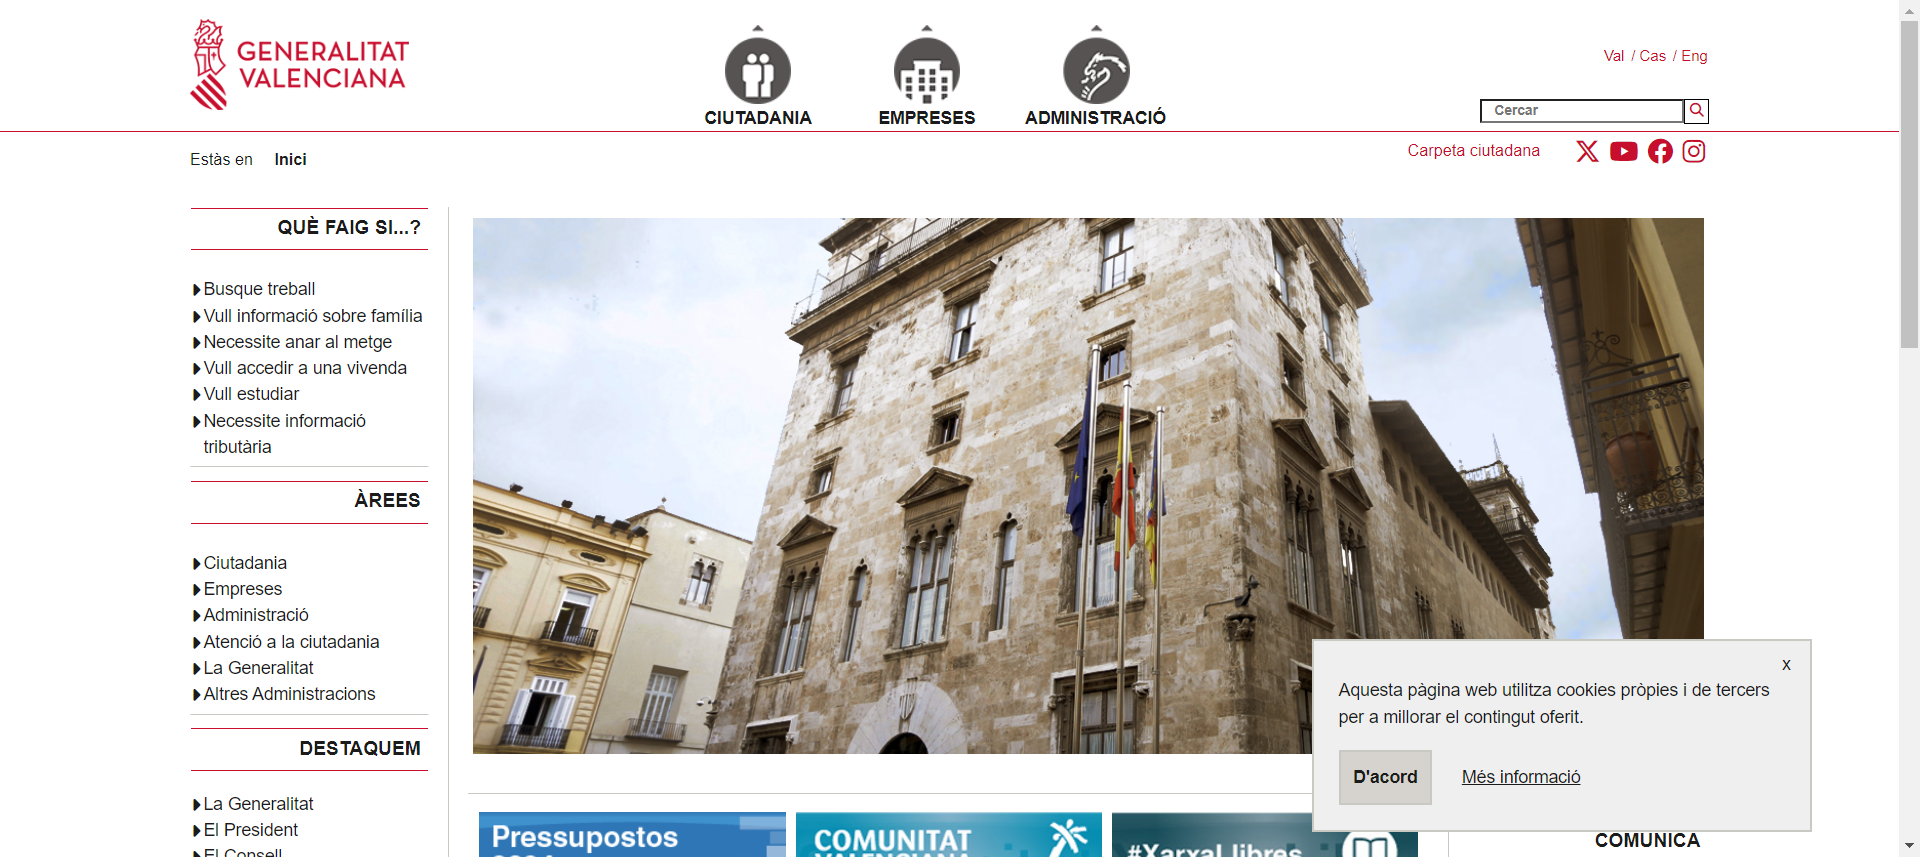 GENERALITAT
VALENCIANA
CIUTADANIA
EMPRESES
ADMINISTRACIÓ
Val / Cas / Eng
Cercar
Estàs en Inici
Carpeta ciutadana
QUÈ FAIG SI...?
Busque treball
Vull informació sobre família
Necessite anar al metge
Vull accedir a una vivenda
Vull estudiar
Necessite informació
tributària
ÀREES
Ciutadania
Empreses
Administració
Atenció a la ciutadania
La Generalitat
Altres Administracions
DESTAQUEM
La Generalitat
El President
El Consell
x
Aquesta pàgina web utilitza cookies pròpies i de tercers
per a millorar el contingut oferit.
D'acord
Més informació
Pressupostos
2024
COMUNITAT
VALENCIANA
#XarxaLlibres
COMUNICA